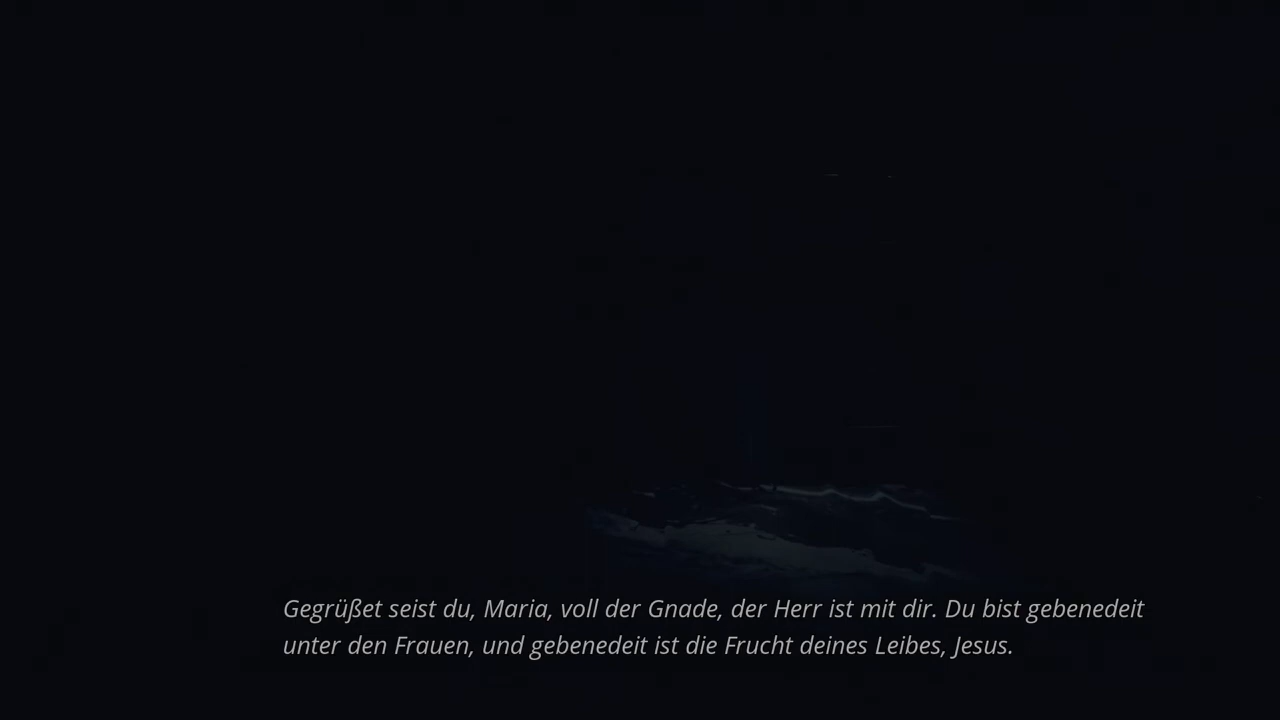 Gegrüßet seist du, Maria, voll der Gnade, der Herr ist mit dir. Du bist gebenedeit
unter den Frauen, und gebenedeit ist die Frucht deines Leibes, Jesus.